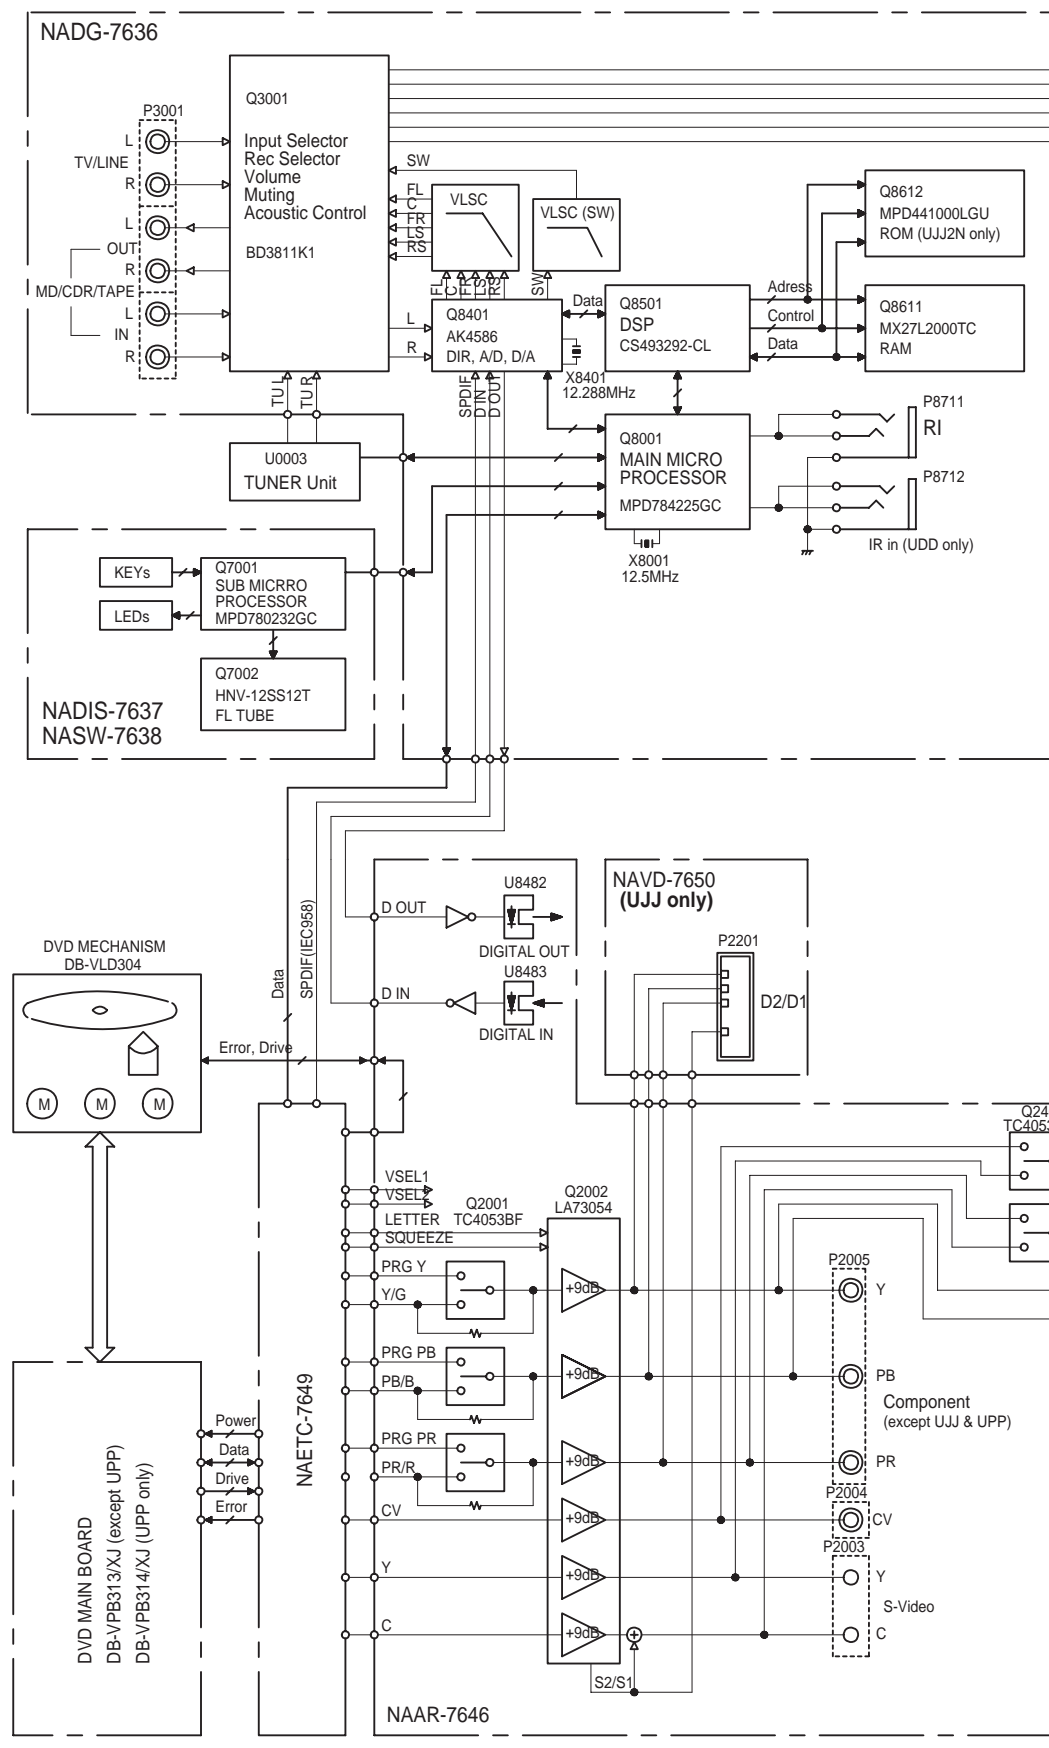 NADG-7636
P3001
L
TV/LINE
R
L
OUT
R
MD/CDR/TAPE
L
IN
R
Q3001
Input Selector
Rec Selector
Volume
Muting
Acoustic Control
BD3811K1
SW
FL
C
FR
LS
RS
VLSC
VLSC (SW)
FL
C
FR
LS
RS
SW
Q8401
AK4586
DIR, A/D, D/A
L
R
Data
X8401
12.288MHz
Q8501
DSP
CS493292-CL
Adress
Control
Data
Q8612
MPD441000LGU
ROM (UJJ2N only)
Q8611
MX27L2000TC
RAM
TU L
TU R
SPDIF
D IN
D OUT
U0003
TUNER Unit
Q8001
MAIN MICRO
PROCESSOR
MPD784225GC
X8001
12.5MHz
P8711
RI
P8712
IR in (UDD only)
KEYs
LEDs
Q7001
SUB MICRRO
PROCESSOR
MPD780232GC
Q7002
HNV-12SS12T
FL TUBE
NADIS-7637
NASW-7638
DVD MECHANISM
DB-VLD304
M
M
M
Error, Drive
Data
SPDIF(IEC958)
D OUT
U8482
DIGITAL OUT
D IN
U8483
DIGITAL IN
NAVD-7650
(UJJ only)
P2201
D2/D1
Q24
TC4053
VSEL1
VSEL2
LETTER
SQUEEZE
Q2001
TC4053BF
Q2002
LA73054
PRG Y
Y/G
+9dB
PRG PB
PB/B
+9dB
PRG PR
PR/R
+9dB
CV
+9dB
Y
+9dB
C
+9dB
S2/S1
P2005
Y
PB
Component
(except UJJ & UPP)
PR
P2004
CV
P2003
Y
S-Video
C
Power
Data
Drive
Error
NAETC-7649
DVD MAIN BOARD
DB-VPB313/XJ (except UPP)
DB-VPB314/XJ (UPP only)
NAAR-7646